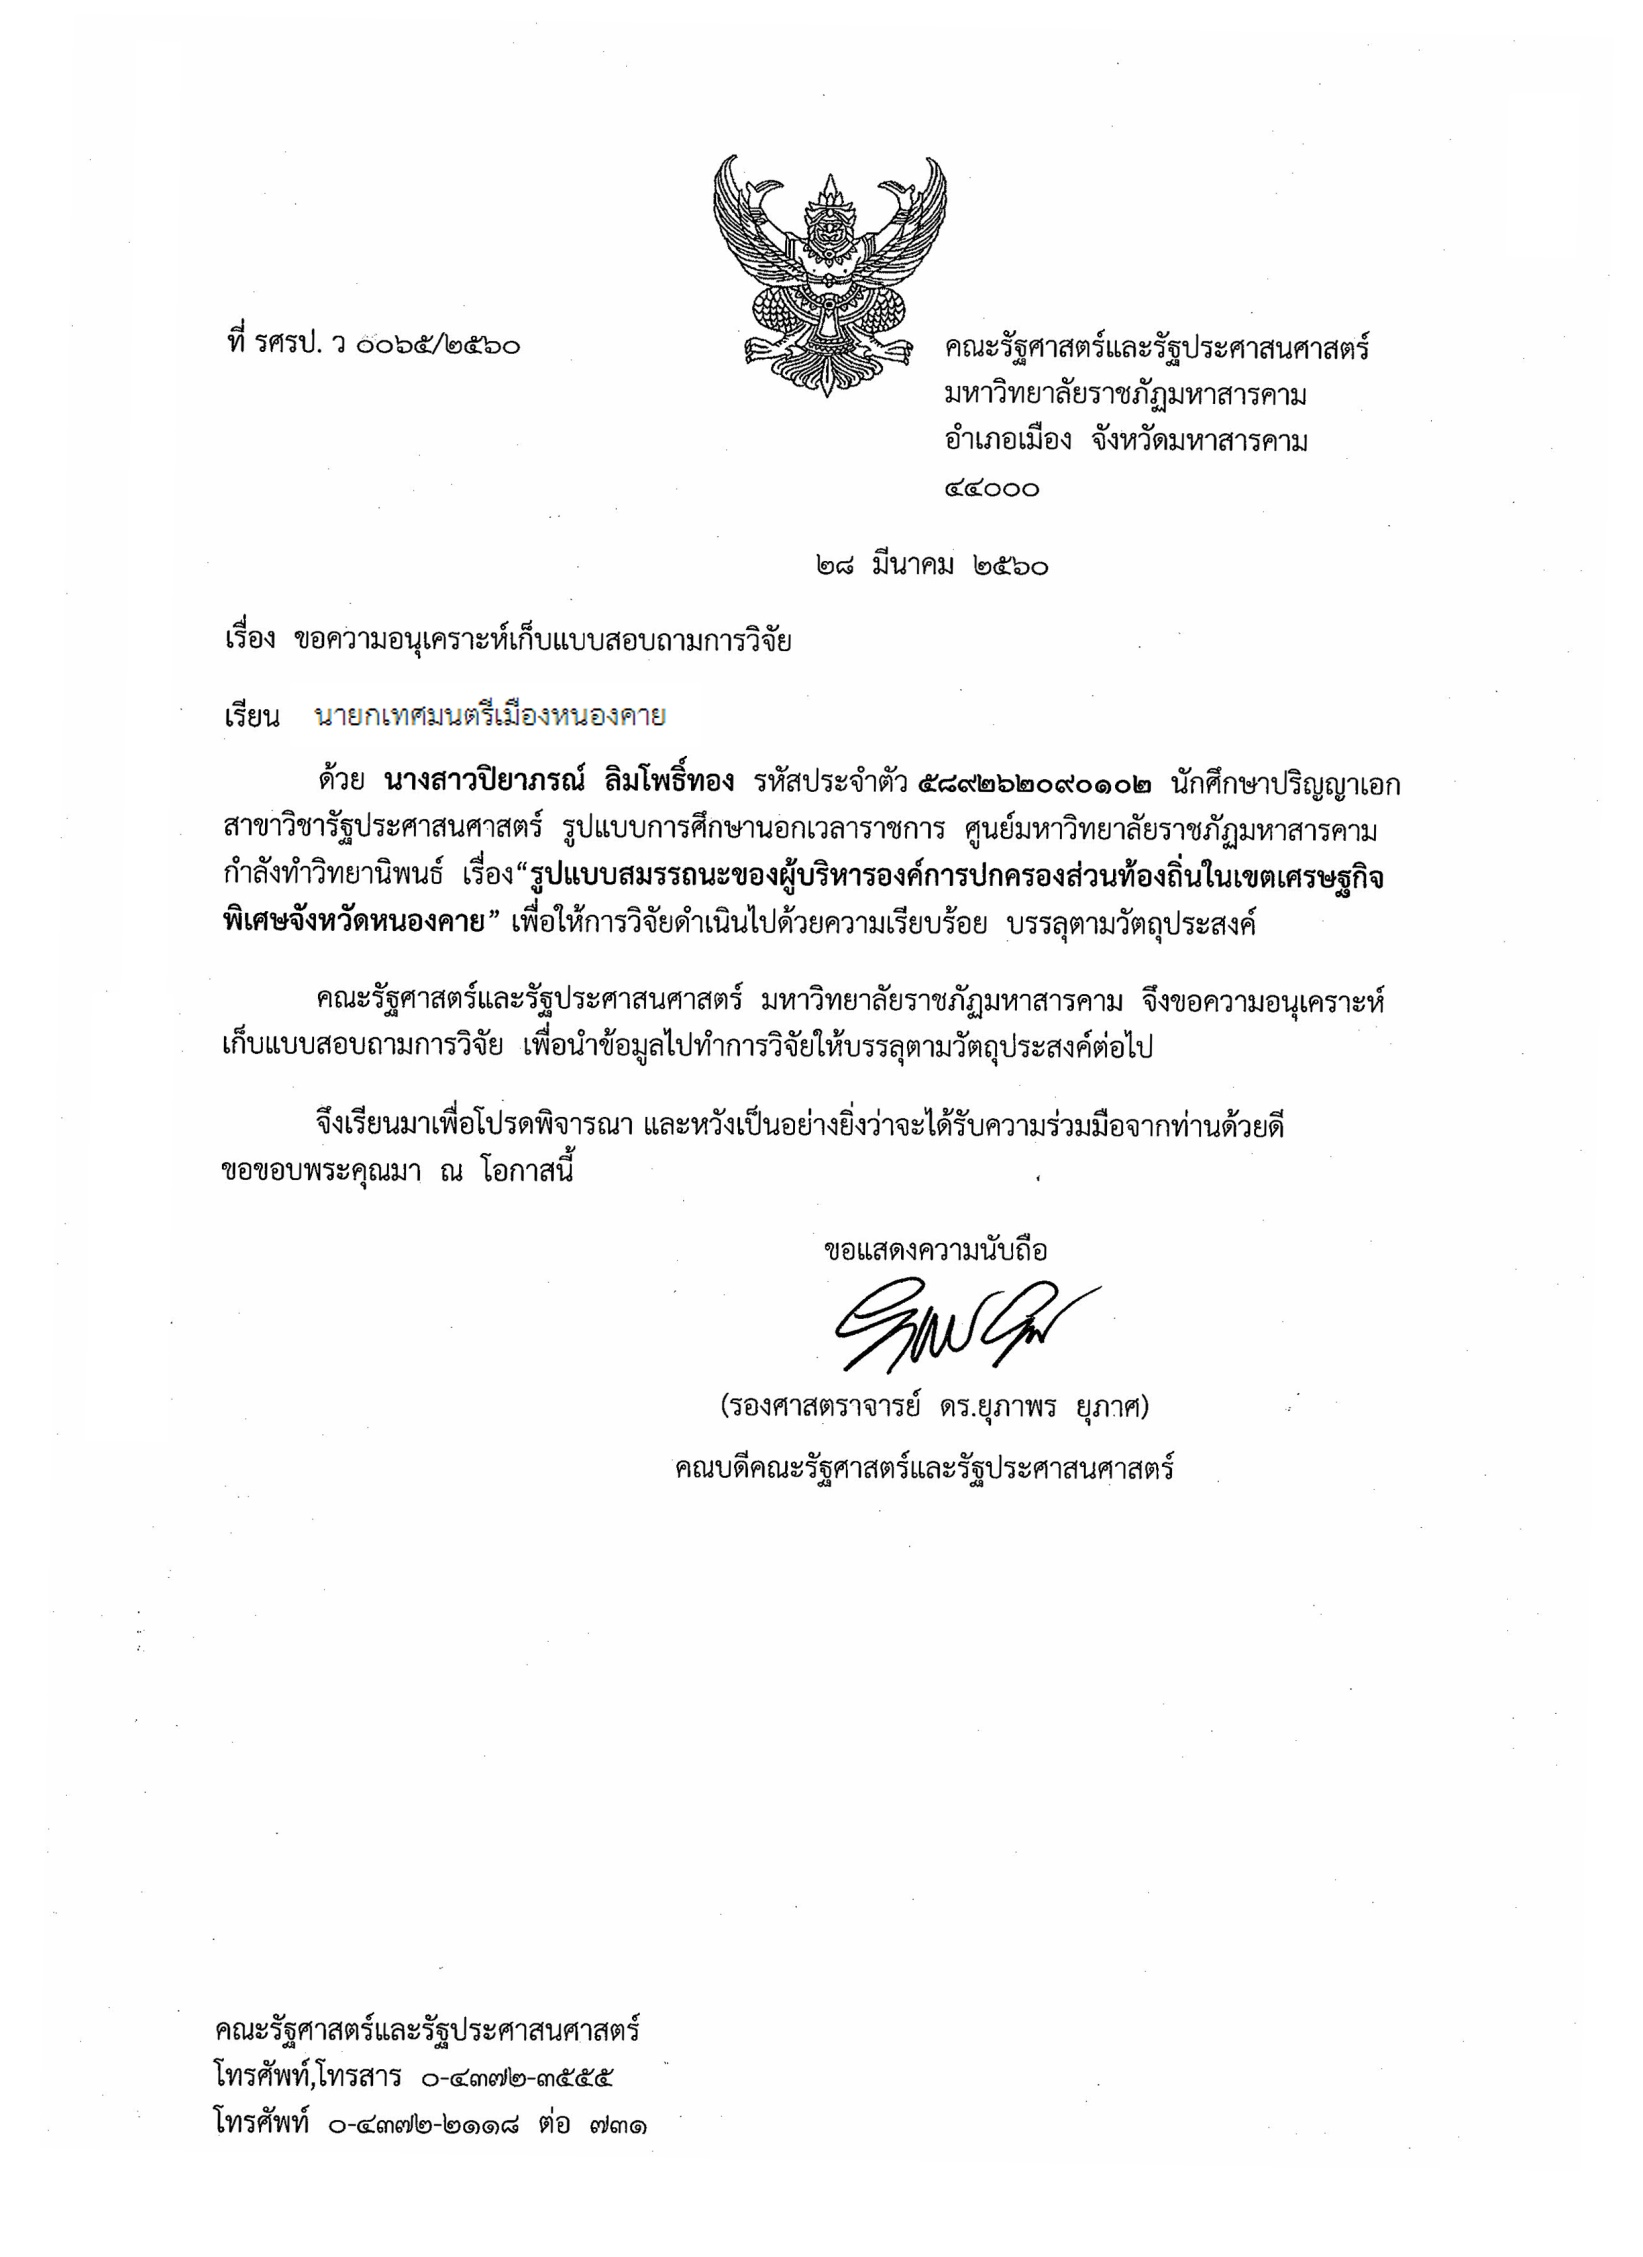 ที่ รศรป. ว ๐๐๖๕/๒๕๖๐
คณะรัฐศาสตร์และรัฐประศาสนศาสตร์
มหาวิทยาลัยราชภัฏมหาสารคาม
อำเภอเมือง จังหวัดมหาสารคาม
๔๔๐๐๐
๒๘ มีนาคม ๒๕๖๐
เรื่อง ขอความอนุเคราะห์เก็บแบบสอบถามการวิจัย
เรียน นายกเทศมนตรีเมืองหนองคาย
ด้วย นางสาวปิยาภรณ์ ลิมโพธิ์ทอง รหัสประจำตัว ๕๘๙๒๖๒๐๙๐๑๐๒ นักศึกษาปริญญาเอก
สาขาวิชารัฐประศาสนศาสตร์ รูปแบบการศึกษานอกเวลาราชการ ศูนย์มหาวิทยาลัยราชภัฏมหาสารคาม
กำลังทำวิทยานิพนธ์ เรื่อง“รูปแบบสมรรถนะของผู้บริหารองค์การปกครองส่วนท้องถิ่นในเขตเศรษฐกิจ
พิเศษจังหวัดหนองคาย” เพื่อให้การวิจัยดำเนินไปด้วยความเรียบร้อย บรรลุตามวัตถุประสงค์
คณะรัฐศาสตร์และรัฐประศาสนศาสตร์ มหาวิทยาลัยราชภัฏมหาสารคาม จึงขอความอนุเคราะห์
เก็บแบบสอบถามการวิจัย เพื่อนำข้อมูลไปทำการวิจัยให้บรรลุตามวัตถุประสงค์ต่อไป
จึงเรียนมาเพื่อโปรดพิจารณา และหวังเป็นอย่างยิ่งว่าจะได้รับความร่วมมือจากท่านด้วยดี
ขอขอบพระคุณมา ณ โอกาสนี้
ขอแสดงความนับถือ
(รองศาสตราจารย์ ดร.ยุภาพร ยุภาศ)
คณบดีคณะรัฐศาสตร์และรัฐประศาสนศาสตร์
คณะรัฐศาสตร์และรัฐประศาสนศาสตร์
โทรศัพท์,โทรสาร ๐-๔๓๗๒-๓๕๕๕
โทรศัพท์ ๐-๔๓๗๒-๒๑๑๘ ต่อ ๗๓๑